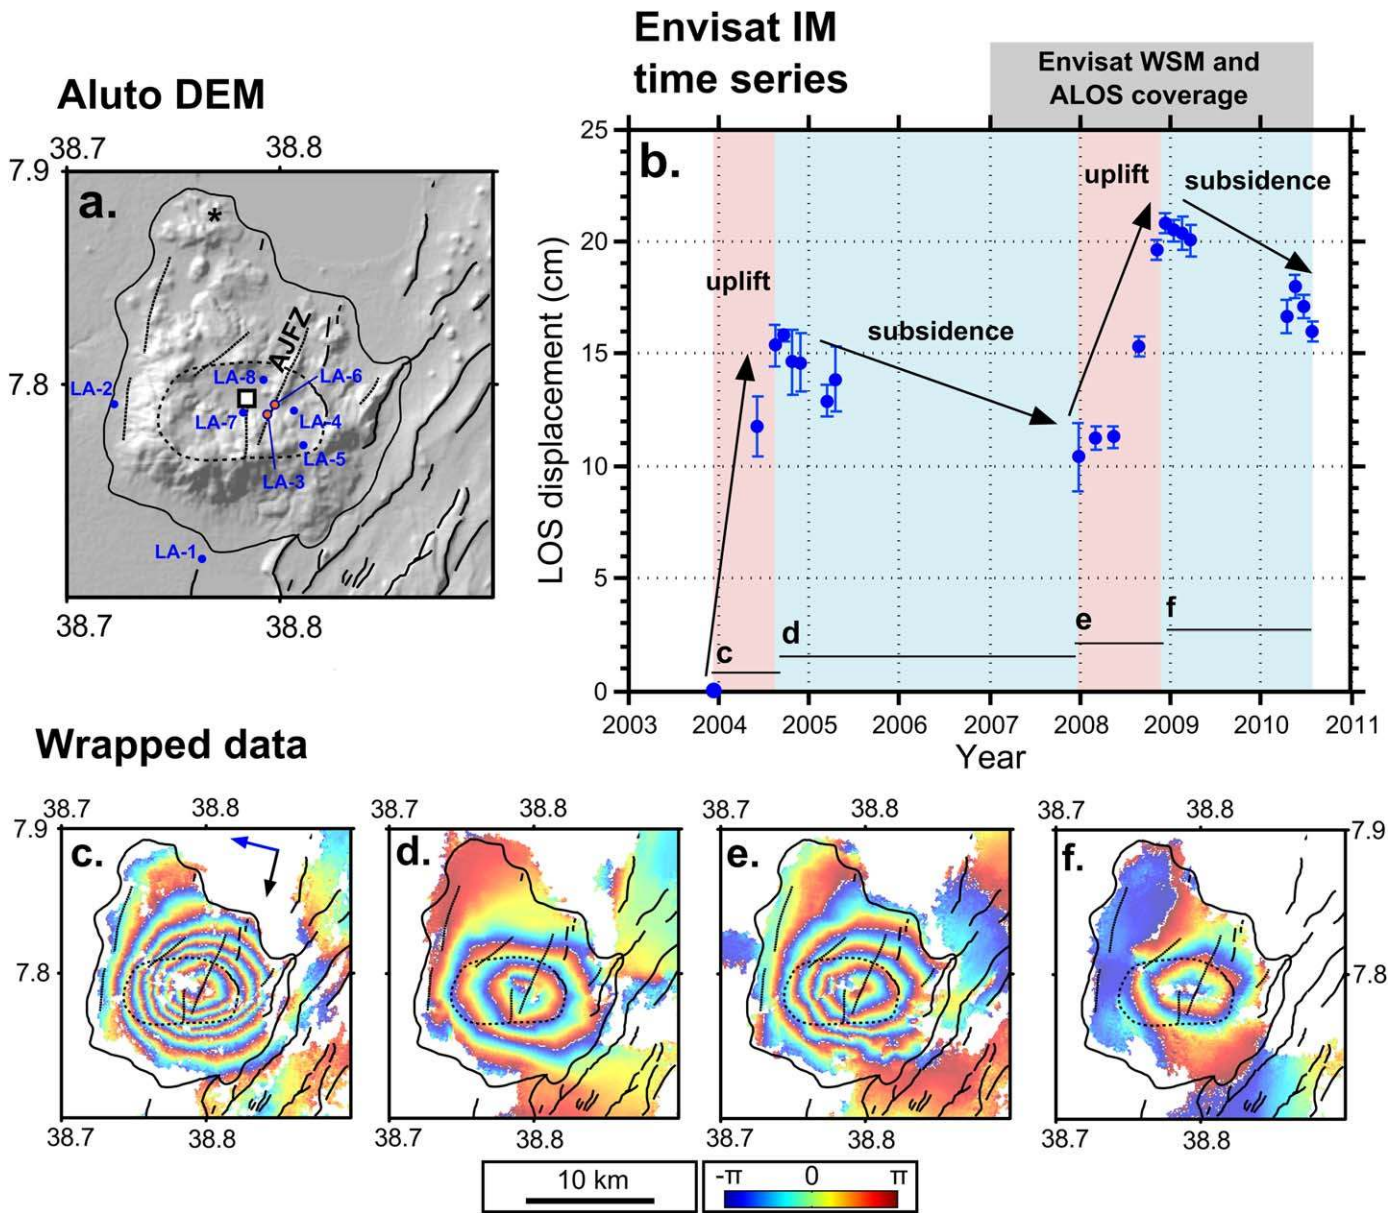 Envisat IM
time series
Envisat WSM and
ALOS coverage
Aluto DEM
38.7
38.8
7.9
7.8
a.
*
AJFZ
LA-8
LA-6
LA-2
LA-7
LA-4
LA-5
LA-3
LA-1
38.7
38.8
b.
25
20
15
10
5
0
LOS displacement (cm)
uplift
subsidence
uplift
subsidence
c
d
e
f
2003
2004
2005
2006
2007
2008
2009
2010
2011
Year
Wrapped data
38.7
38.8
7.9
7.8
c.
38.7
38.8
38.7
38.8
d.
38.7
38.8
38.7
38.8
e.
38.7
38.8
38.7
38.8
7.9
7.8
f.
38.7
38.8
10 km
-π 0 π